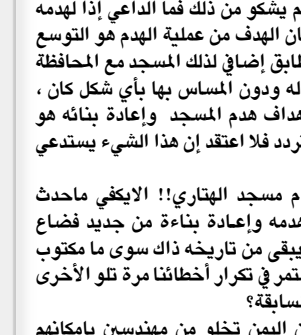 م يشكو من ذلك فما الداعي إذا لهدمه
ان الهدف من عملية الهدم هو التوسع
طابق إضافي لذلك المسجد مع المحافظة
له ودون المساس بها بأي شكل كان ،
هداف هدم المسجد وإعادة بنائه هو
تردد فلا اعتقد إن هذا الشيء يستدعي
م مسجد الهتاري!! الايكفي ماحدث
هدمه وإعادة بناءة من جديد فضاع
يبقى من تاريخه ذاك سوى ما مكتوب
تمر في تكرار أخطائنا مرة تلو الأخرى
سابقة؟
ن اليمن تخلو من مهندسين بإمكانهم